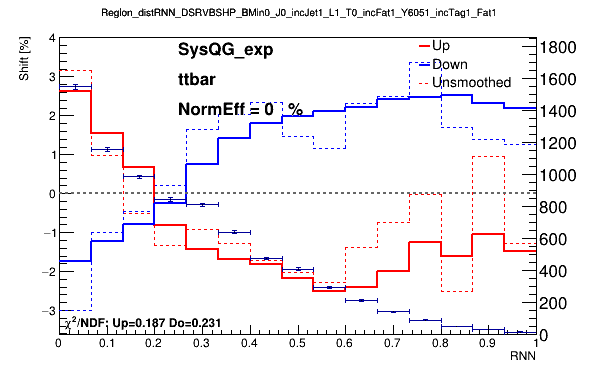 Region_distRNN_DSRVBSHP_BMin0_J0_incJet1_L1_T0_incFat1_Y6051_incTag1_Fat1
Shift [%]
SysQG_exp
ttbar
NormEff = 0 %
Up
Down
Unsmoothed
4
3
2
1
0
−1
−2
−3
1800
1600
1400
1200
1000
800
600
400
200
0
χ²/NDF: Up=0.187 Do=0.231
0 0.1 0.2 0.3 0.4 0.5 0.6 0.7 0.8 0.9 1
RNN